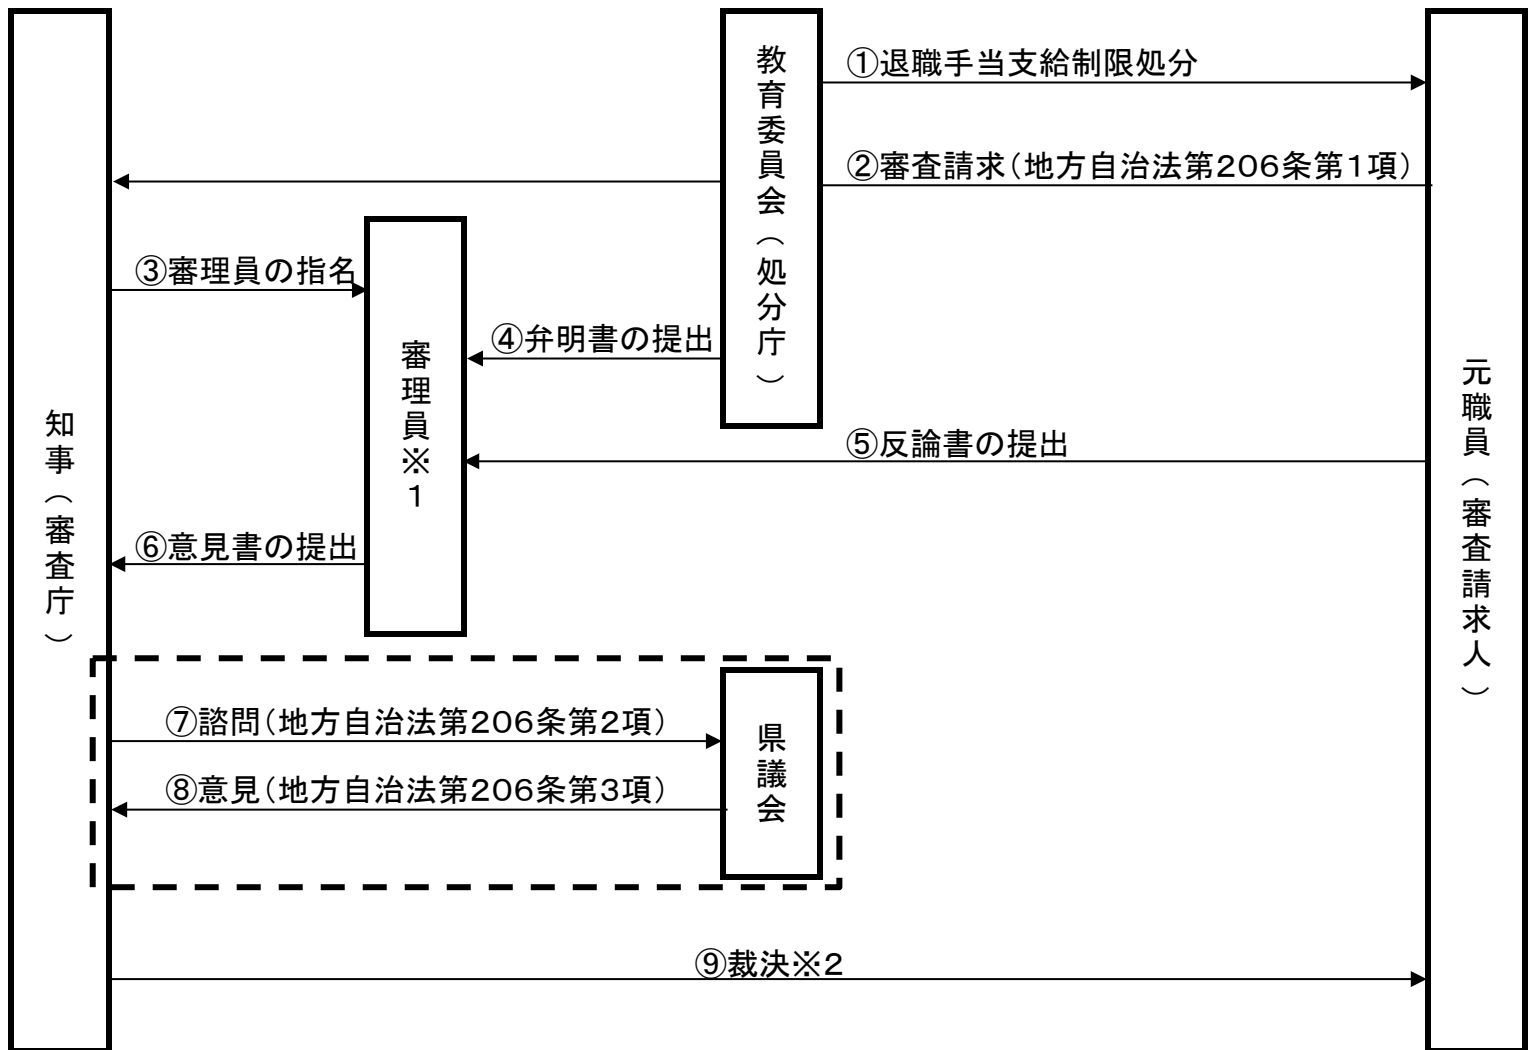 教育委員会（処分庁）
①退職手当支給制限処分
②審査請求（地方自治法第２０６条第１項）
③審理員の指名
審理員※１
④弁明書の提出
元職員（審査請求人）
知事（審査庁）
⑤反論書の提出
⑥意見書の提出
⑦諮問（地方自治法第２０６条第２項）
県議会
⑧意見（地方自治法第２０６条第３項）
⑨裁決※２